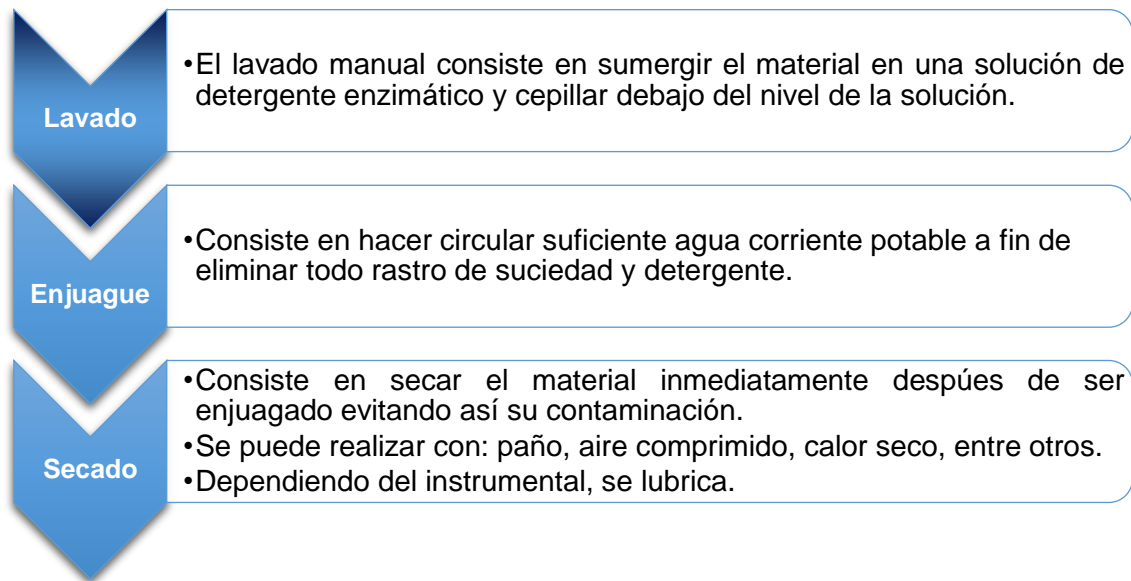 Lavado
•El lavado manual consiste en sumergir el material en una solución de
detergente enzimático y cepillar debajo del nivel de la solución.
Enjuague
•Consiste en hacer circular suficiente agua corriente potable a fin de
eliminar todo rastro de suciedad y detergente.
Secado
•Consiste en secar el material inmediatamente despúes de ser
enjuagado evitando así su contaminación.
•Se puede realizar con: paño, aire comprimido, calor seco, entre otros.
•Dependiendo del instrumental, se lubrica.